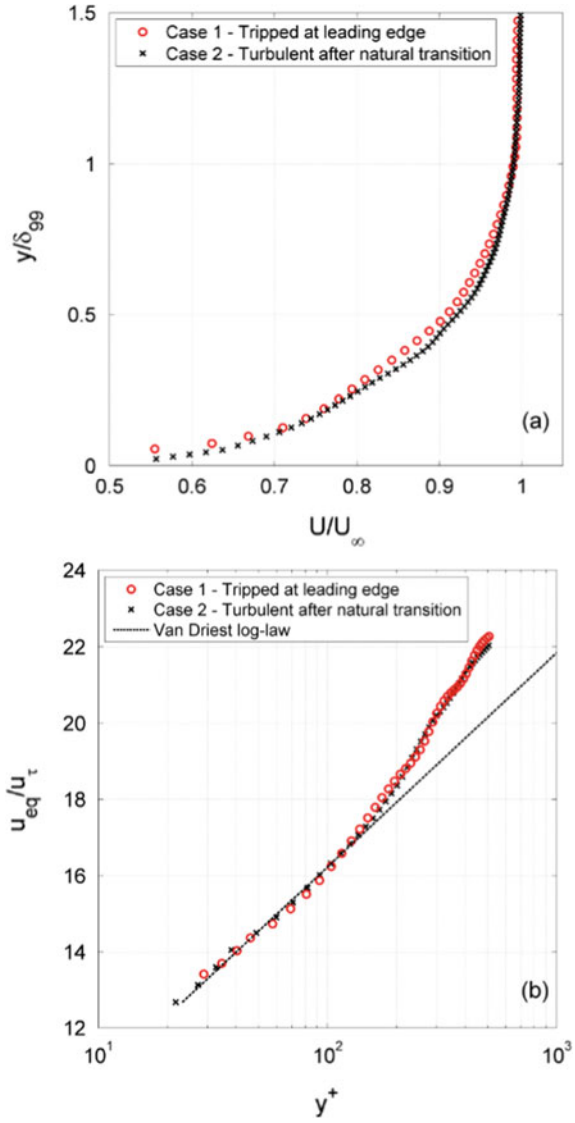 1.5
Case 1 - Tripped at leading edge
Case 2 - Turbulent after natural transition
1
y/δ99
0.5
(a)
0
0.5 0.6 0.7 0.8 0.9 1
U/U∞
24
Case 1 - Tripped at leading edge
Case 2 - Turbulent after natural transition
Van Driest log-law
22
20
ueq/uτ
18
16
14
(b)
12
10¹ 10² 10³
y⁺